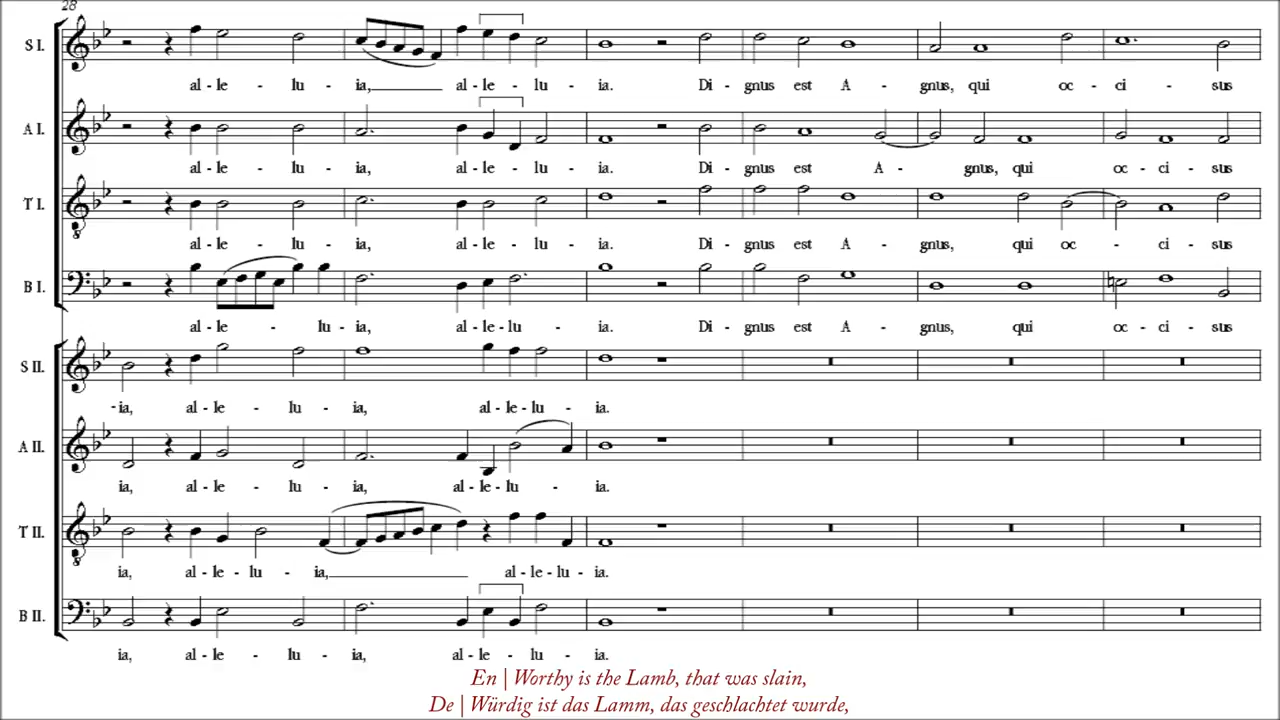 28
S I.
al - le - lu - ia, al - le - lu - ia. Di - gnus est A - gnus, qui oc - ci - sus
A I.
al - le - lu - ia, al - le - lu - ia. Di - gnus est A - gnus, qui oc - ci - sus
T I.
al - le - lu - ia, al - le - lu - ia. Di - gnus est A - gnus, qui oc - ci - sus
B I.
al - le - lu - ia, al - le - lu - ia. Di - gnus est A - gnus, qui oc - ci - sus
S II.
- ia, al - le - lu - ia, al - le - lu - ia.
A II.
ia, al - le - lu - ia, al - le - lu - ia.
T II.
ia, al - le - lu - ia, al - le - lu - ia.
B II.
ia, al - le - lu - ia, al - le - lu - ia.
En | Worthy is the Lamb, that was slain,
De | Würdig ist das Lamm, das geschlachtet wurde,